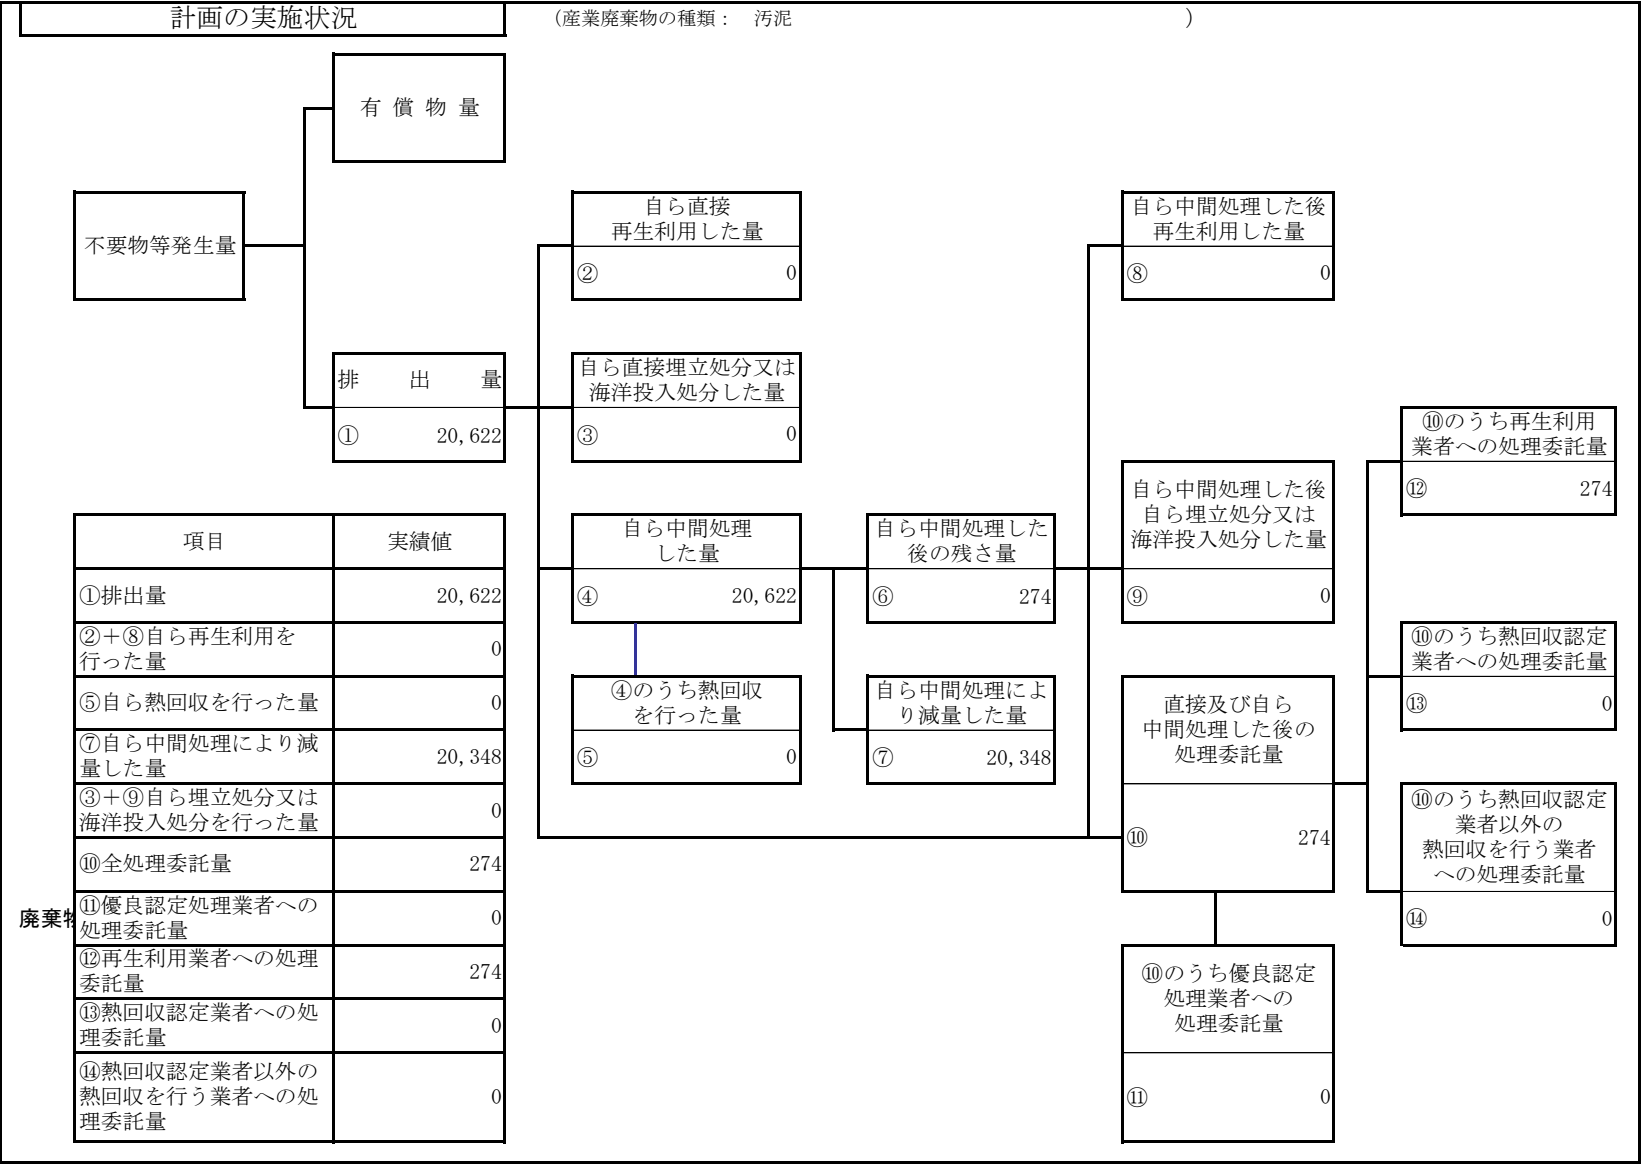 計画の実施状況
（産業廃棄物の種類： 汚泥 ）
有償物量
不要物等発生量
排出量
① 20,622
自ら直接
再生利用した量
② 0
自ら直接埋立処分又は
海洋投入処分した量
③ 0
自ら中間処理
した量
④ 20,622
④のうち熱回収
を行った量
⑤ 0
自ら中間処理した
後の残さ量
⑥ 274
自ら中間処理によ
り減量した量
⑦ 20,348
自ら中間処理した後
再生利用した量
⑧ 0
自ら中間処理した後
自ら埋立処分又は
海洋投入処分した量
⑨ 0
直接及び自ら
中間処理した後の
処理委託量
⑩ 274
⑩のうち優良認定
処理業者への
処理委託量
⑪ 0
⑩のうち再生利用
業者への処理委託量
⑫ 274
⑩のうち熱回収認定
業者への処理委託量
⑬ 0
⑩のうち熱回収認定
業者以外の
熱回収を行う業者
への処理委託量
⑭ 0
項目 実績値
①排出量 20,622
②＋⑧自ら再生利用を
行った量 0
⑤自ら熱回収を行った量 0
⑦自ら中間処理により減
量した量 20,348
③＋⑨自ら埋立処分又は
海洋投入処分を行った量 0
⑩全処理委託量 274
⑪優良認定処理業者への
処理委託量 0
⑫再生利用業者への処理
委託量 274
⑬熱回収認定業者への処
理委託量 0
⑭熱回収認定業者以外の
熱回収を行う業者への処
理委託量 0
廃棄